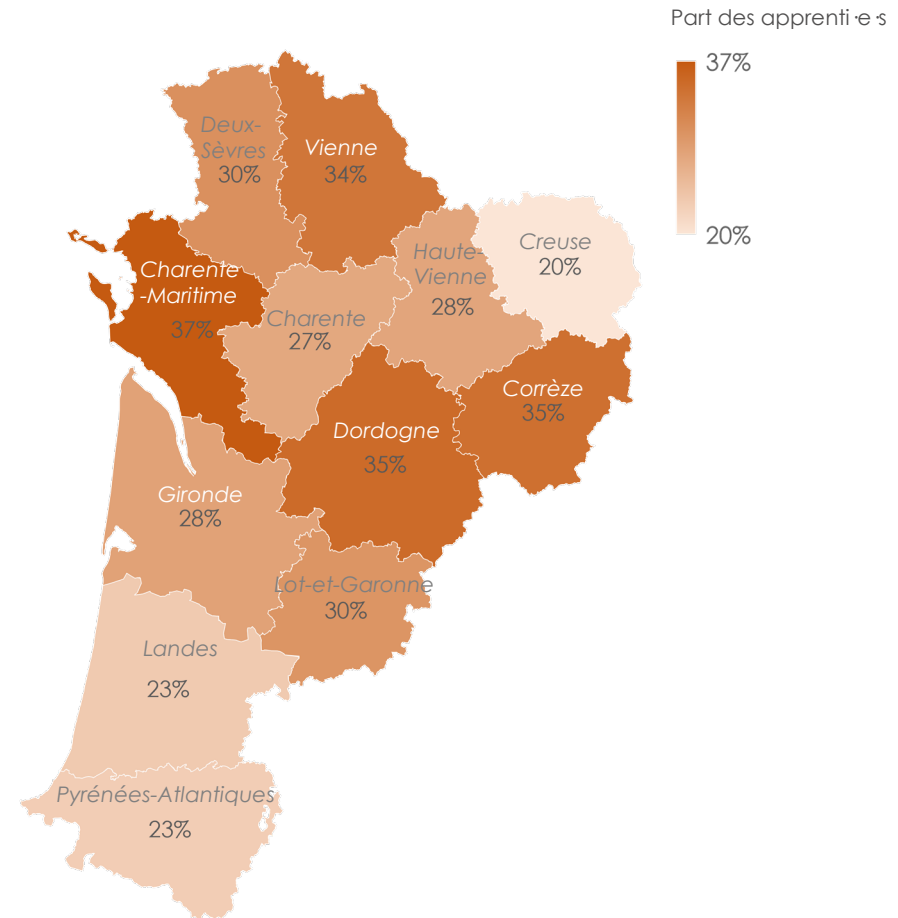 Part des apprenti·e·s
37%
20%
Deux-
Sèvres
30%
Vienne
34%
Creuse
20%
Haute-
Vienne
28%
Charente
-Maritime
37%
Charente
27%
Corrèze
35%
Dordogne
35%
Gironde
28%
Lot-et-Garonne
30%
Landes
23%
Pyrénées-Atlantiques
23%